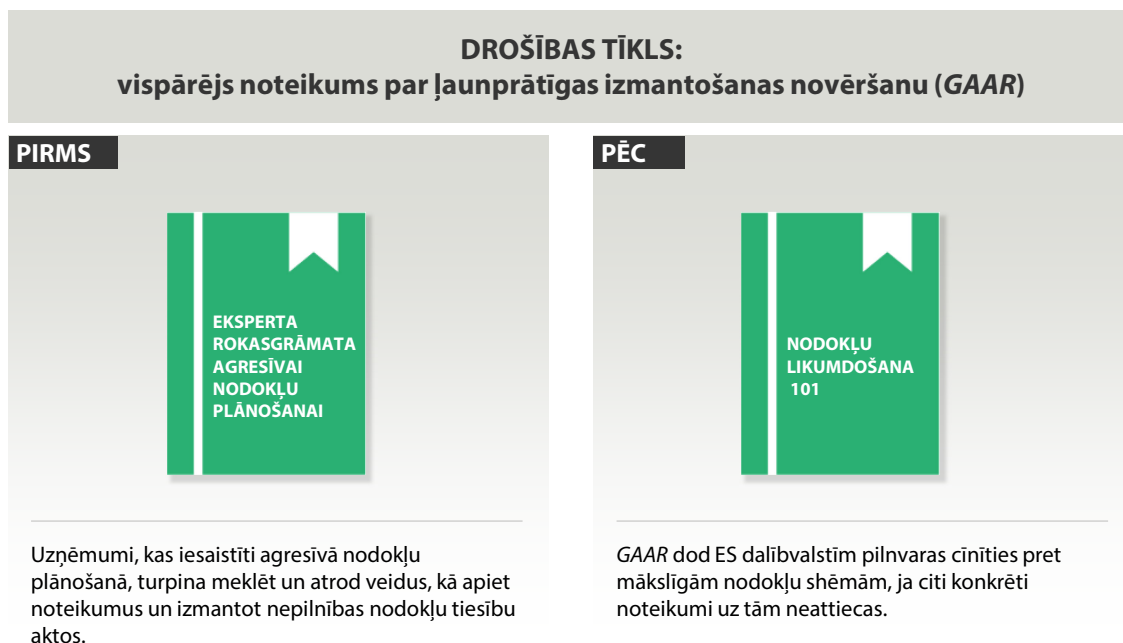 DROŠĪBAS TĪKLS:
vispārējs noteikums par ļaunprātīgas izmantošanas novēršanu (GAAR)
PIRMS
EKSPERTA
ROKASGRĀMATA
AGRESĪVAI
NODOKĻU
PLĀNOŠANAI
Uzņēmumi, kas iesaistīti agresīvā nodokļu
plānošanā, turpina meklēt un atrod veidus, kā apiet
noteikumus un izmantot nepilnības nodokļu tiesību
aktos.
PĒC
NODOKĻU
LIKUMDOŠANA
101
GAAR dod ES dalībvalstīm pilnvaras cīnīties pret
mākslīgām nodokļu shēmām, ja citi konkrēti
noteikumi uz tām neattiecas.